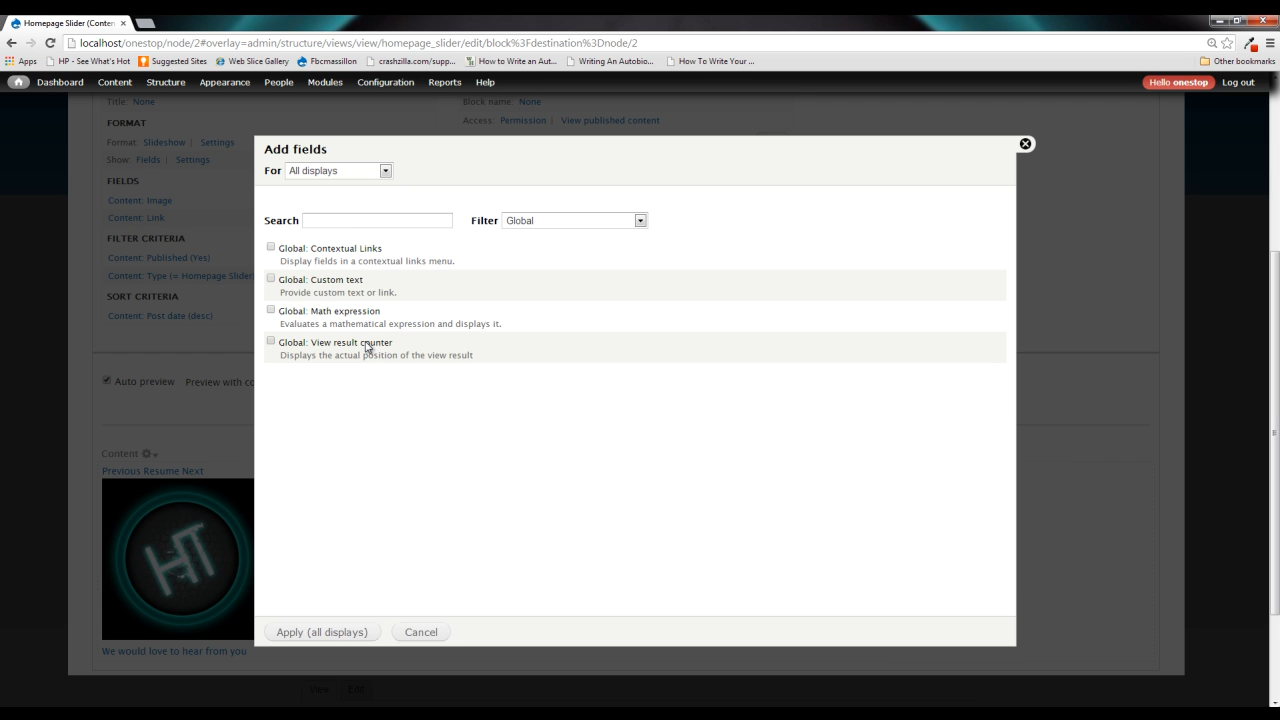 Homepage Slider (Conten ×
localhost/onestop/node/2#overlay=admin/structure/views/view/homepage_slider/edit/block%3Fdestination%3Dnode/2
Apps HP - See What's Hot Suggested Sites Web Slice Gallery Fbcmassillon crashzilla.com/supp... How to Write an Aut... Writing An Autobio... How To Write Your ... Other bookmarks
Dashboard Content Structure Appearance People Modules Configuration Reports Help Hello onestop Log out
Title: None Block name: None
Access: Permission | View published content
FORMAT
Format: Slideshow | Settings
Show: Fields | Settings
FIELDS
Content: Image
Content: Link
FILTER CRITERIA
Content: Published (Yes)
Content: Type (= Homepage Slider)
SORT CRITERIA
Content: Post date (desc)
Auto preview Preview with co
Content
Previous Resume Next
HT
We would love to hear from you
View Edit
Add fields
For All displays
Search Filter Global
Global: Contextual Links
Display fields in a contextual links menu.
Global: Custom text
Provide custom text or link.
Global: Math expression
Evaluates a mathematical expression and displays it.
Global: View result counter
Displays the actual position of the view result
Apply (all displays) Cancel